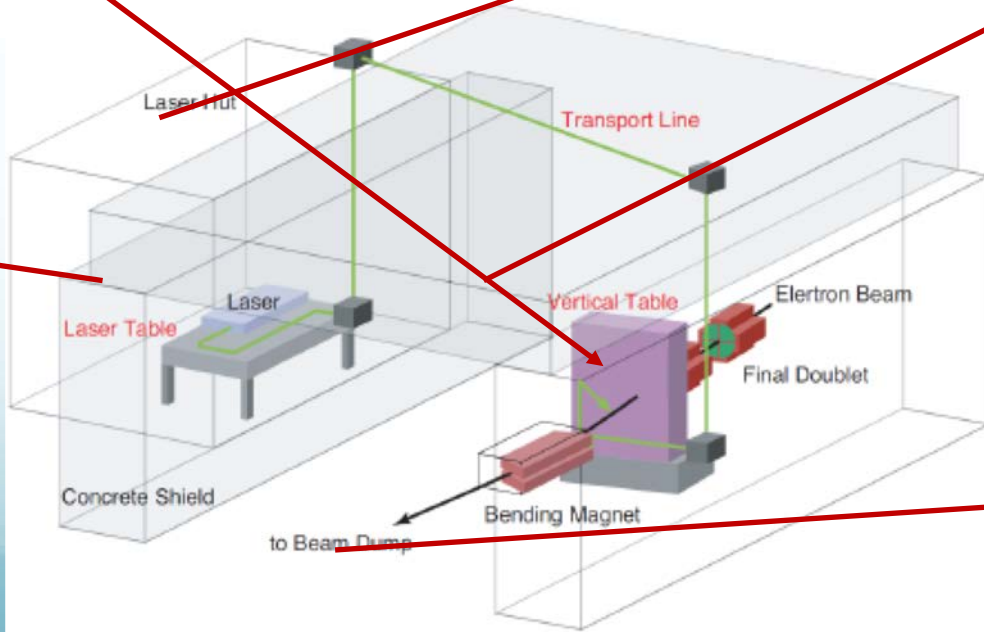 Laser Hut
Transport Line
Laser
Laser Table
Vertical Table
Elertron Beam
Final Doublet
Concrete Shield
Bending Magnet
to Beam Dump